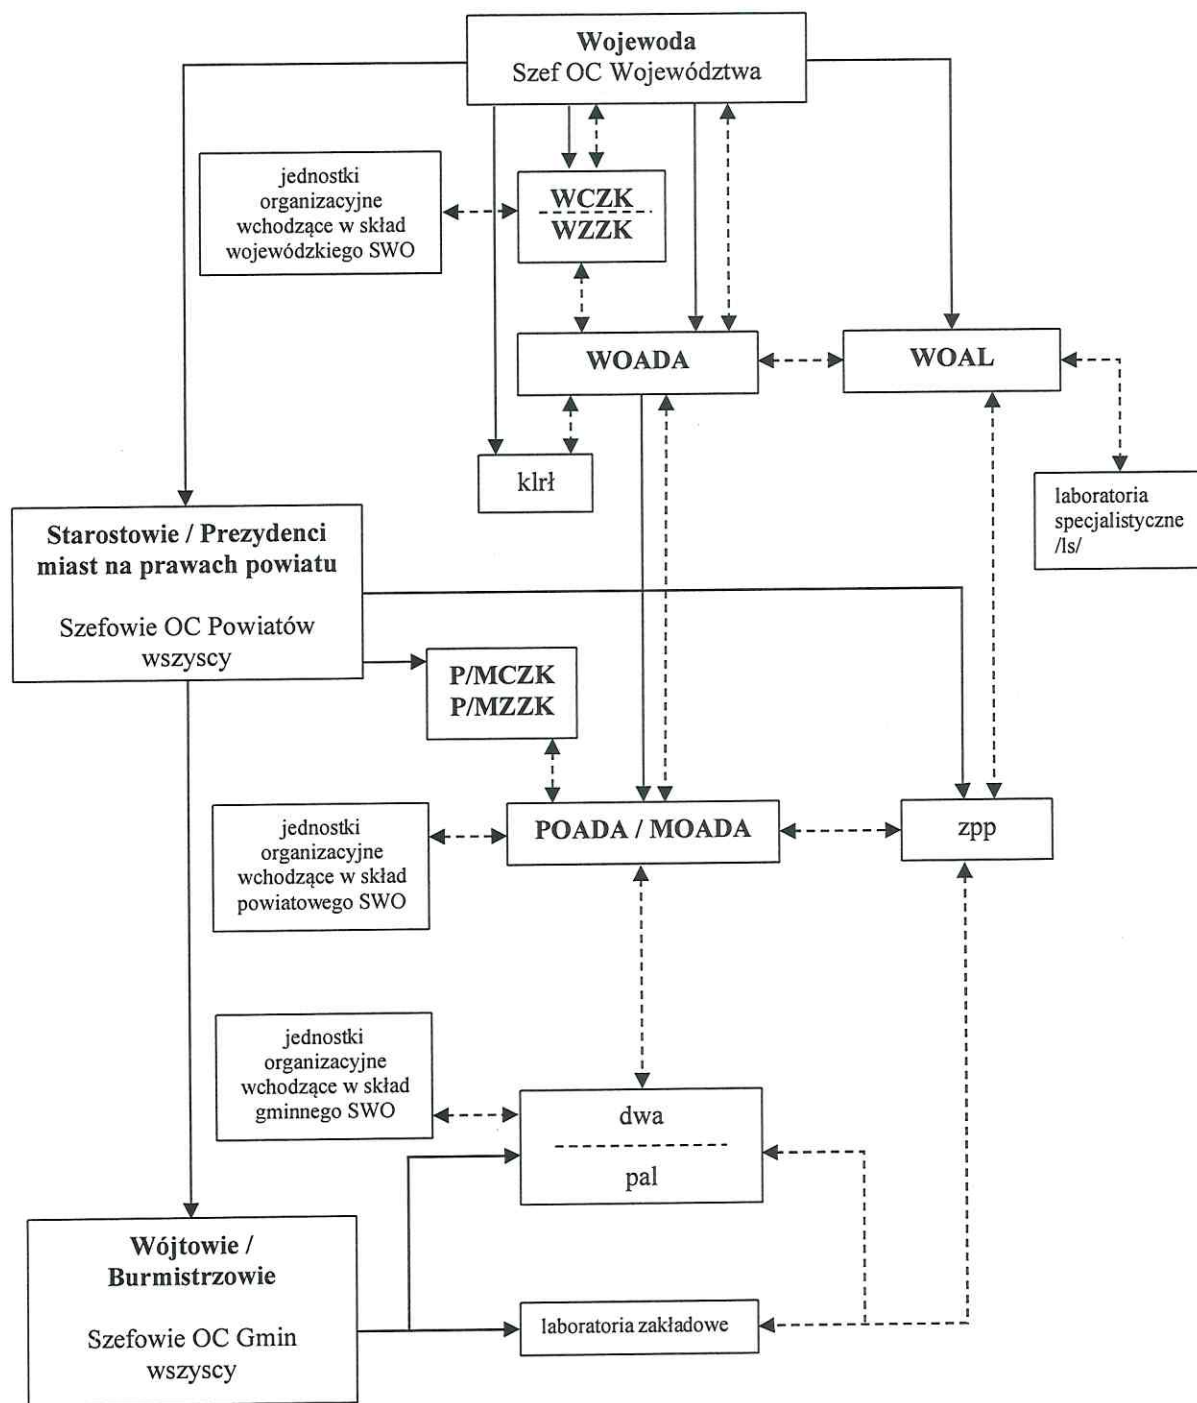 Wojewoda
Szef OC Województwa
jednostki
organizacyjne
wchodzące w skład
wojewódzkiego SWO
WCZK
WZZK
WOADA
WOAL
klrł
laboratoria
specjalistyczne
/ls/
Starostowie / Prezydenci
miast na prawach powiatu
Szefowie OC Powiatów
wszyscy
P/MCZK
P/MZZK
jednostki
organizacyjne
wchodzące w skład
powiatowego SWO
POADA / MOADA
zpp
jednostki
organizacyjne
wchodzące w skład
gminnego SWO
dwa
pal
Wójtowie /
Burmistrzowie
Szefowie OC Gmin
wszyscy
laboratoria zakładowe